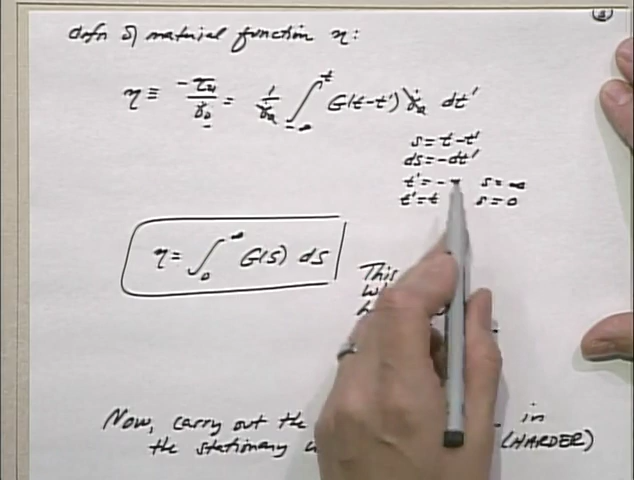 defn of material function η:
η ≡ -τ₂₁/γ̇₀ = 1/γ̇₀ ∫_{-∞}^{t} G(t-t') γ̇₀ dt'
s = t-t'
ds = -dt'
t' = -∞ s = ∞
t' = t s = 0
η = ∫₀^∞ G(s) ds
This
Now, carry out the in
the stationary (HARDER)